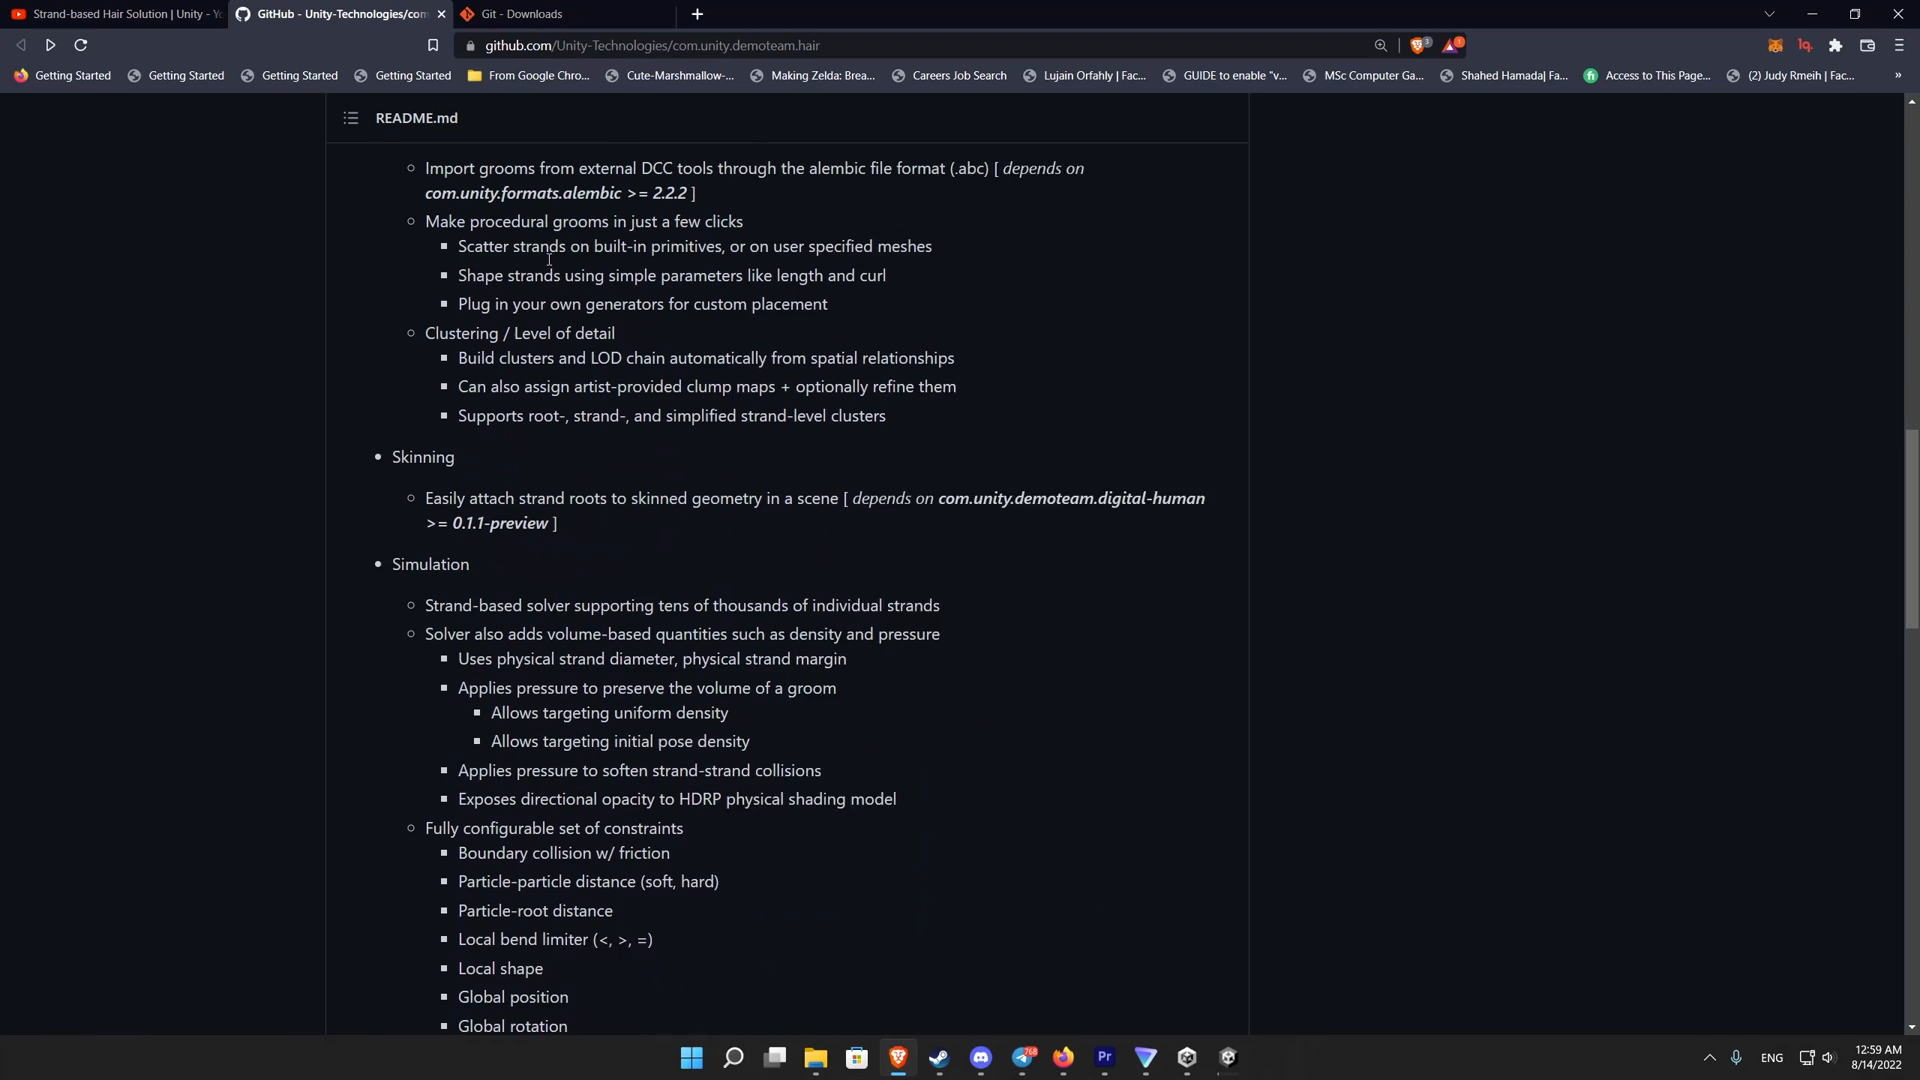 Strand-based Hair Solution | Unity - Yo
GitHub - Unity-Technologies/com
Git - Downloads
github.com/Unity-Technologies/com.unity.demoteam.hair
3
1
Getting Started
Getting Started
Getting Started
Getting Started
From Google Chro...
Cute-Marshmallow-...
Making Zelda: Brea...
Careers Job Search
Lujain Orfahly | Fac...
GUIDE to enable "v...
MSc Computer Ga...
Shahed Hamada| Fa...
Access to This Page...
(2) Judy Rmeih | Fac...
»
README.md
Import grooms from external DCC tools through the alembic file format (.abc) [ depends on
com.unity.formats.alembic >= 2.2.2 ]
Make procedural grooms in just a few clicks
Scatter strands on built-in primitives, or on user specified meshes
Shape strands using simple parameters like length and curl
Plug in your own generators for custom placement
Clustering / Level of detail
Build clusters and LOD chain automatically from spatial relationships
Can also assign artist-provided clump maps + optionally refine them
Supports root-, strand-, and simplified strand-level clusters
Skinning
Easily attach strand roots to skinned geometry in a scene [ depends on com.unity.demoteam.digital-human
>= 0.1.1-preview ]
Simulation
Strand-based solver supporting tens of thousands of individual strands
Solver also adds volume-based quantities such as density and pressure
Uses physical strand diameter, physical strand margin
Applies pressure to preserve the volume of a groom
Allows targeting uniform density
Allows targeting initial pose density
Applies pressure to soften strand-strand collisions
Exposes directional opacity to HDRP physical shading model
Fully configurable set of constraints
Boundary collision w/ friction
Particle-particle distance (soft, hard)
Particle-root distance
Local bend limiter (<, >, =)
Local shape
Global position
Global rotation
768
Pr
ENG
12:59 AM
8/14/2022